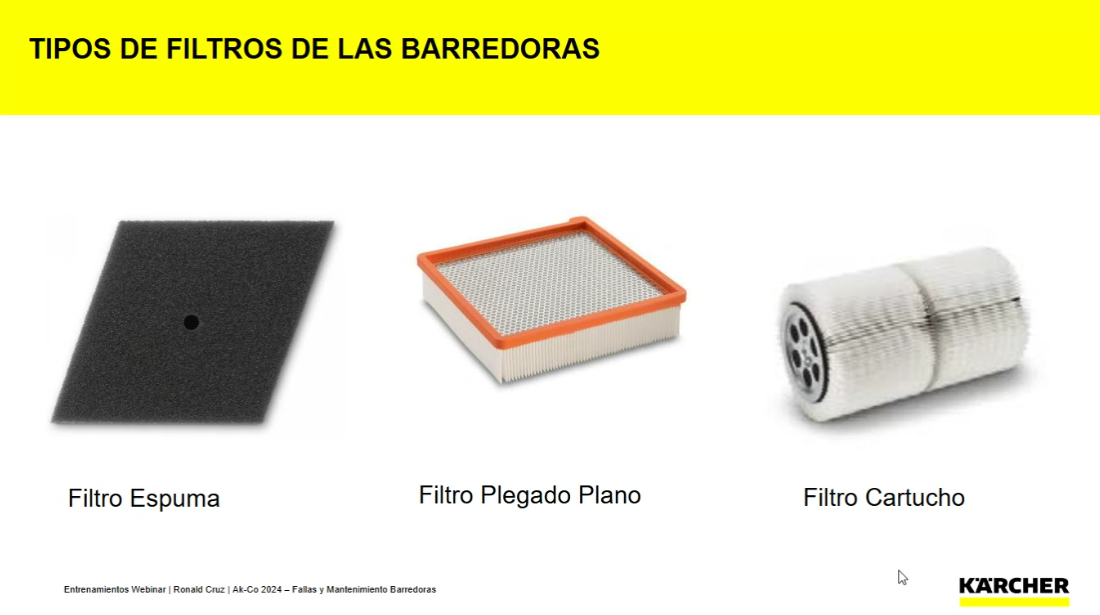 TIPOS DE FILTROS DE LAS BARREDORAS
Filtro Espuma
Filtro Plegado Plano
Filtro Cartucho
Entrenamientos Webinar | Ronald Cruz | Ak-Co 2024 – Fallas y Mantenimiento Barredoras
KÄRCHER